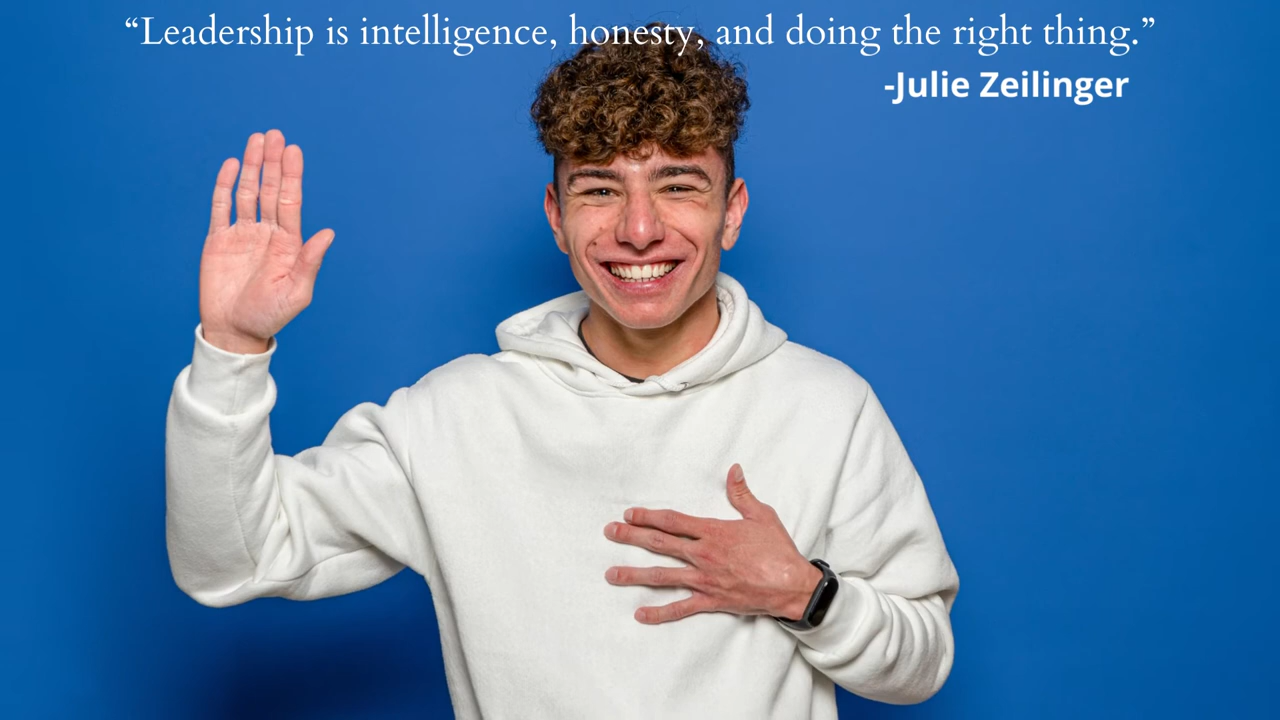 “Leadership is intelligence, honesty, and doing the right thing.”
-Julie Zeilinger